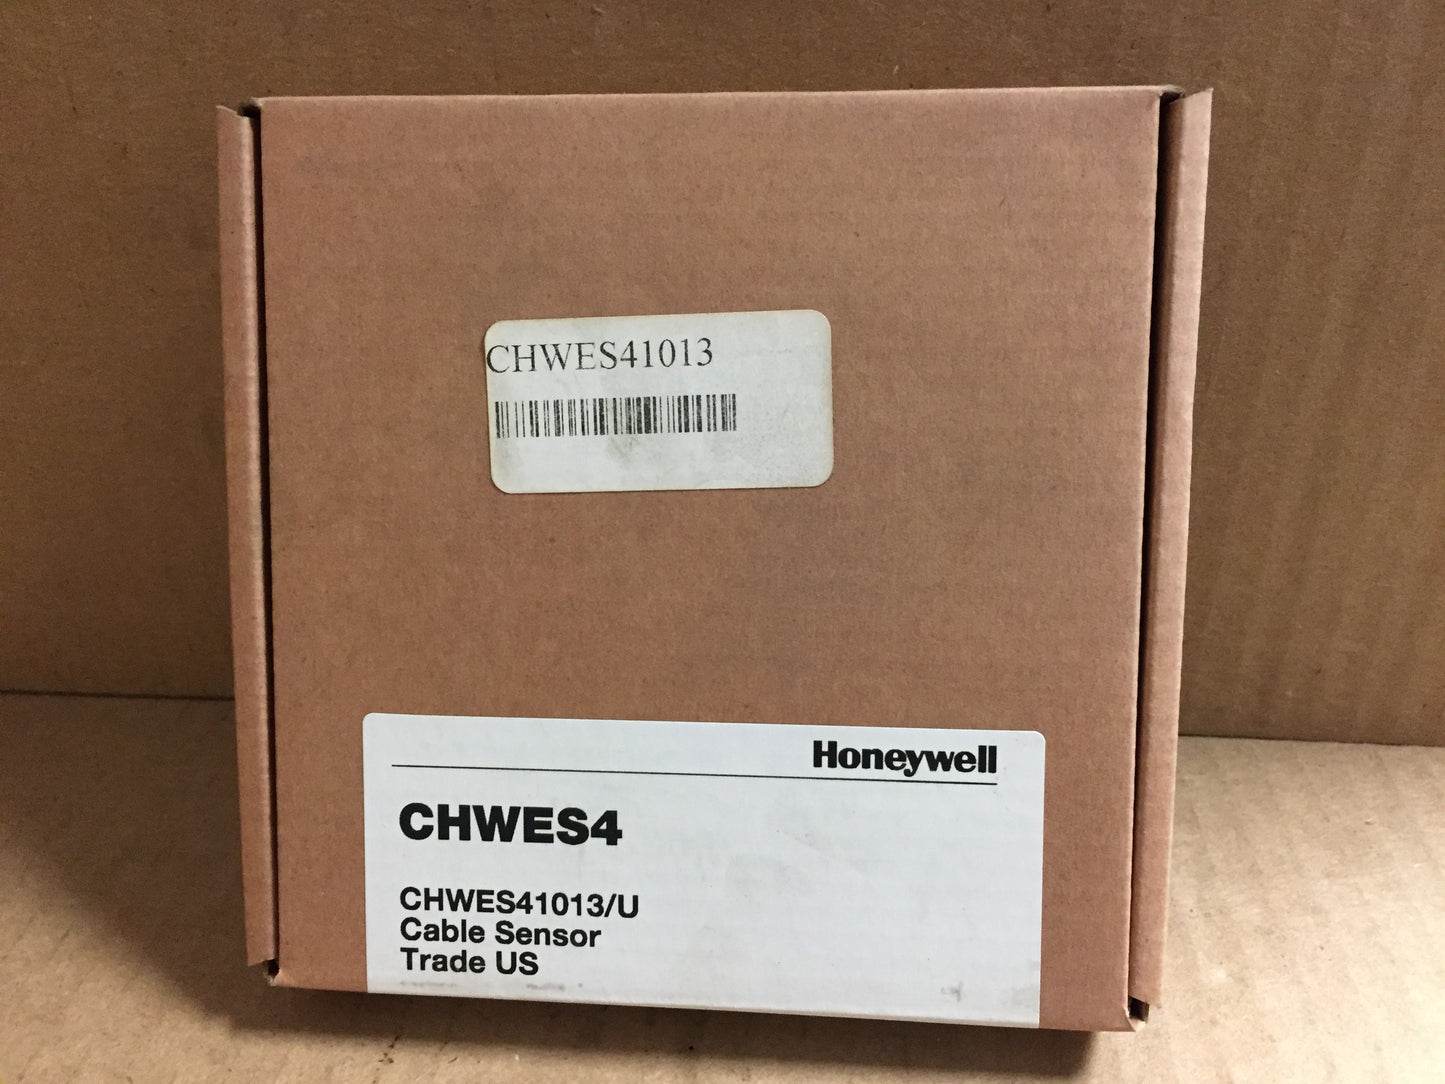 CHWES41013
Honeywell
CHWES4
CHWES41013/U
Cable Sensor
Trade US